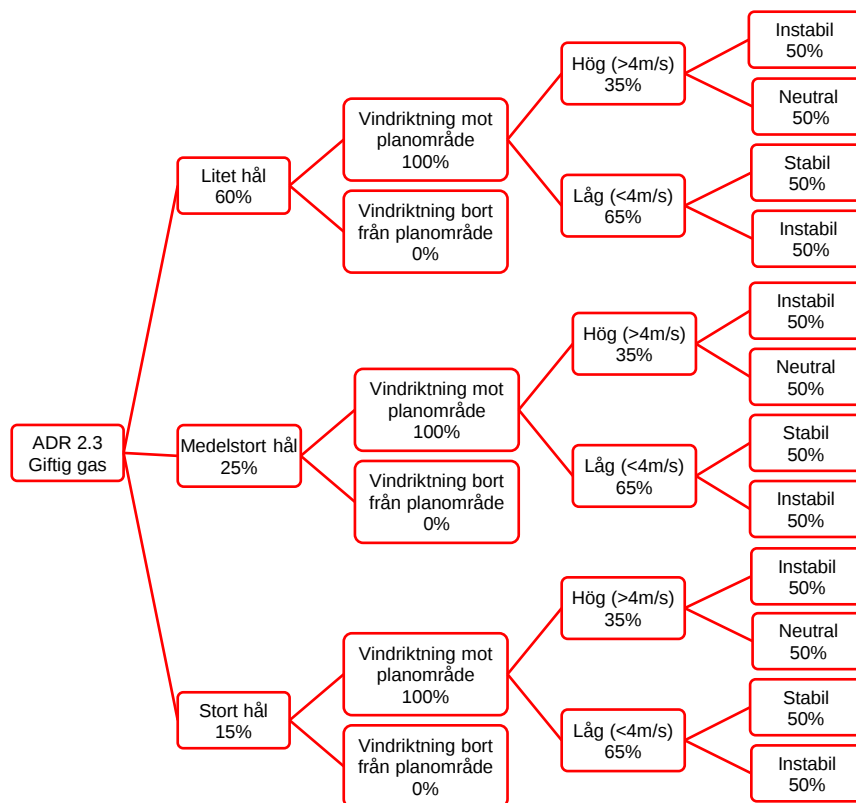 ADR 2.3
Giftig gas
Litet hål
60%
Vindriktning mot
planområde
100%
Hög (>4m/s)
35%
Instabil
50%
Neutral
50%
Låg (<4m/s)
65%
Stabil
50%
Instabil
50%
Vindriktning bort
från planområde
0%
Medelstort hål
25%
Vindriktning mot
planområde
100%
Hög (>4m/s)
35%
Instabil
50%
Neutral
50%
Låg (<4m/s)
65%
Stabil
50%
Instabil
50%
Vindriktning bort
från planområde
0%
Stort hål
15%
Vindriktning mot
planområde
100%
Hög (>4m/s)
35%
Instabil
50%
Neutral
50%
Låg (<4m/s)
65%
Stabil
50%
Instabil
50%
Vindriktning bort
från planområde
0%